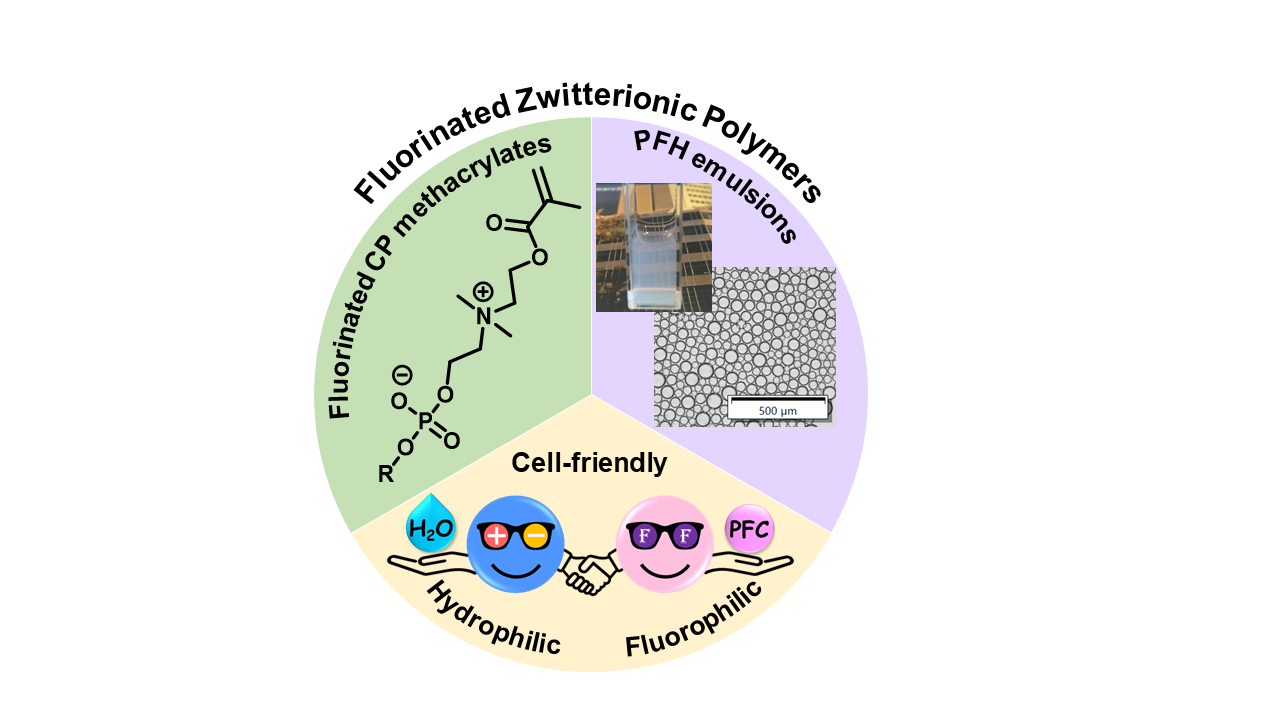 Fluorinated Zwitterionic Polymers
Fluorinated CP methacrylates
O
O
+
N
−
O
O
P
O
O
R
PFH emulsions
500 µm
Cell-friendly
H₂O
+ −
F F
PFC
Hydrophilic
Fluorophilic